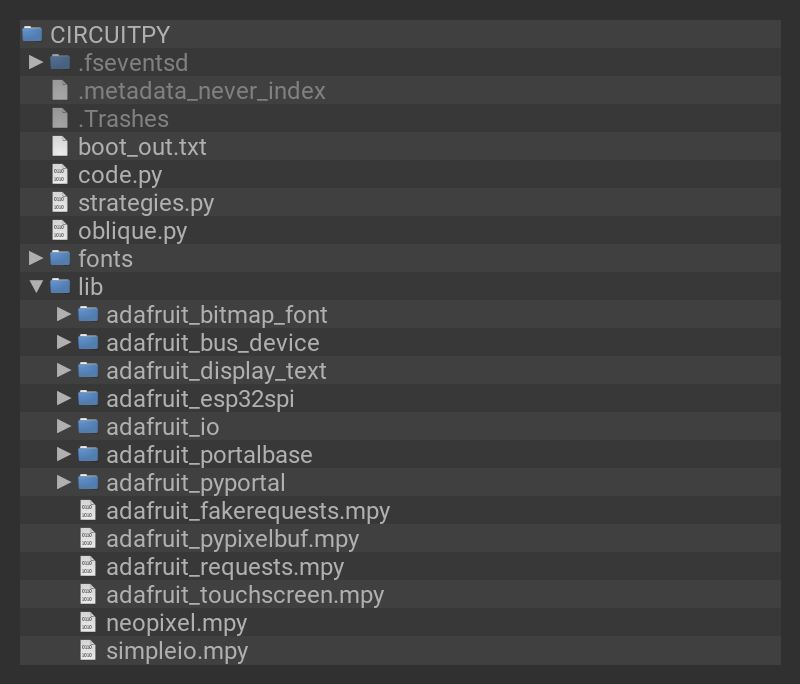 CIRCUITPY
.fseventsd
.metadata_never_index
.Trashes
boot_out.txt
code.py
strategies.py
oblique.py
fonts
lib
adafruit_bitmap_font
adafruit_bus_device
adafruit_display_text
adafruit_esp32spi
adafruit_io
adafruit_portalbase
adafruit_pyportal
adafruit_fakerequests.mpy
adafruit_pypixelbuf.mpy
adafruit_requests.mpy
adafruit_touchscreen.mpy
neopixel.mpy
simpleio.mpy